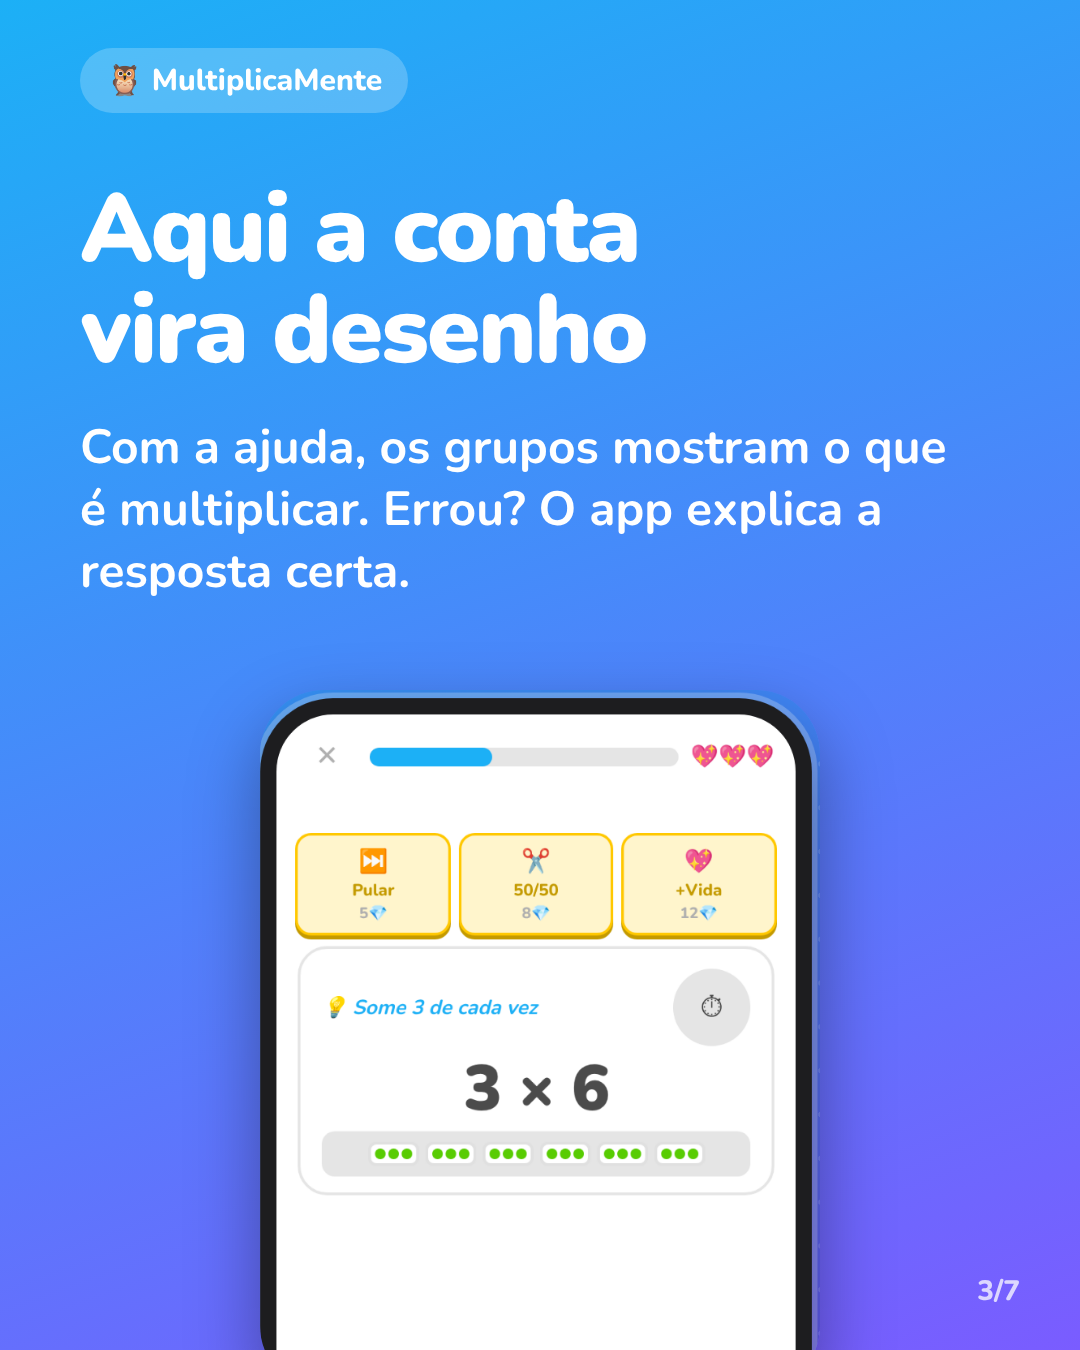 MultiplicaMente
Aqui a conta
vira desenho
Com a ajuda, os grupos mostram o que
é multiplicar. Errou? O app explica a
resposta certa.
Pular
5
50/50
8
+Vida
12
Some 3 de cada vez
3 × 6
3/7